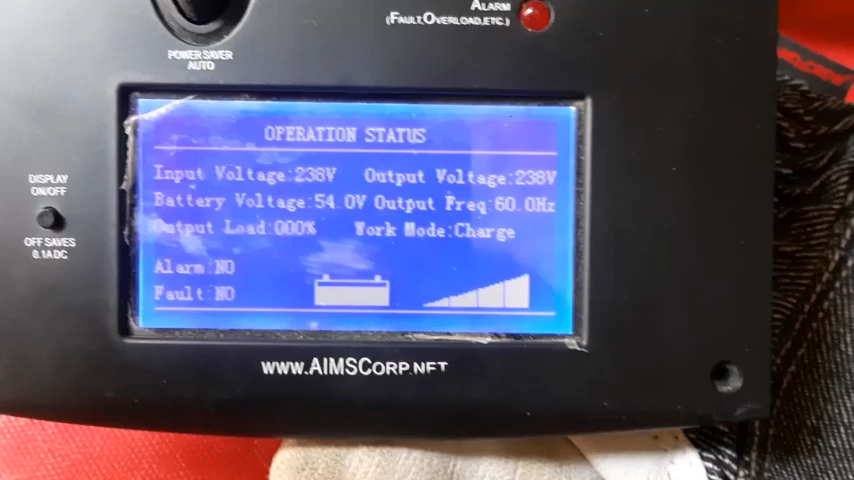 ALARM
(FAULT,OVERLOAD,ETC.)
POWER SAVER
AUTO
OPERATION STATUS
Input Voltage:238V Output Voltage:238V
Battery Voltage:54.0V Output Freq:60.0Hz
Output Load:000% Work Mode:Charge
Alarm:NO
Fault:NO
DISPLAY
ON/OFF
OFF SAVES
0.1A DC
WWW.AIMSCORP.NET